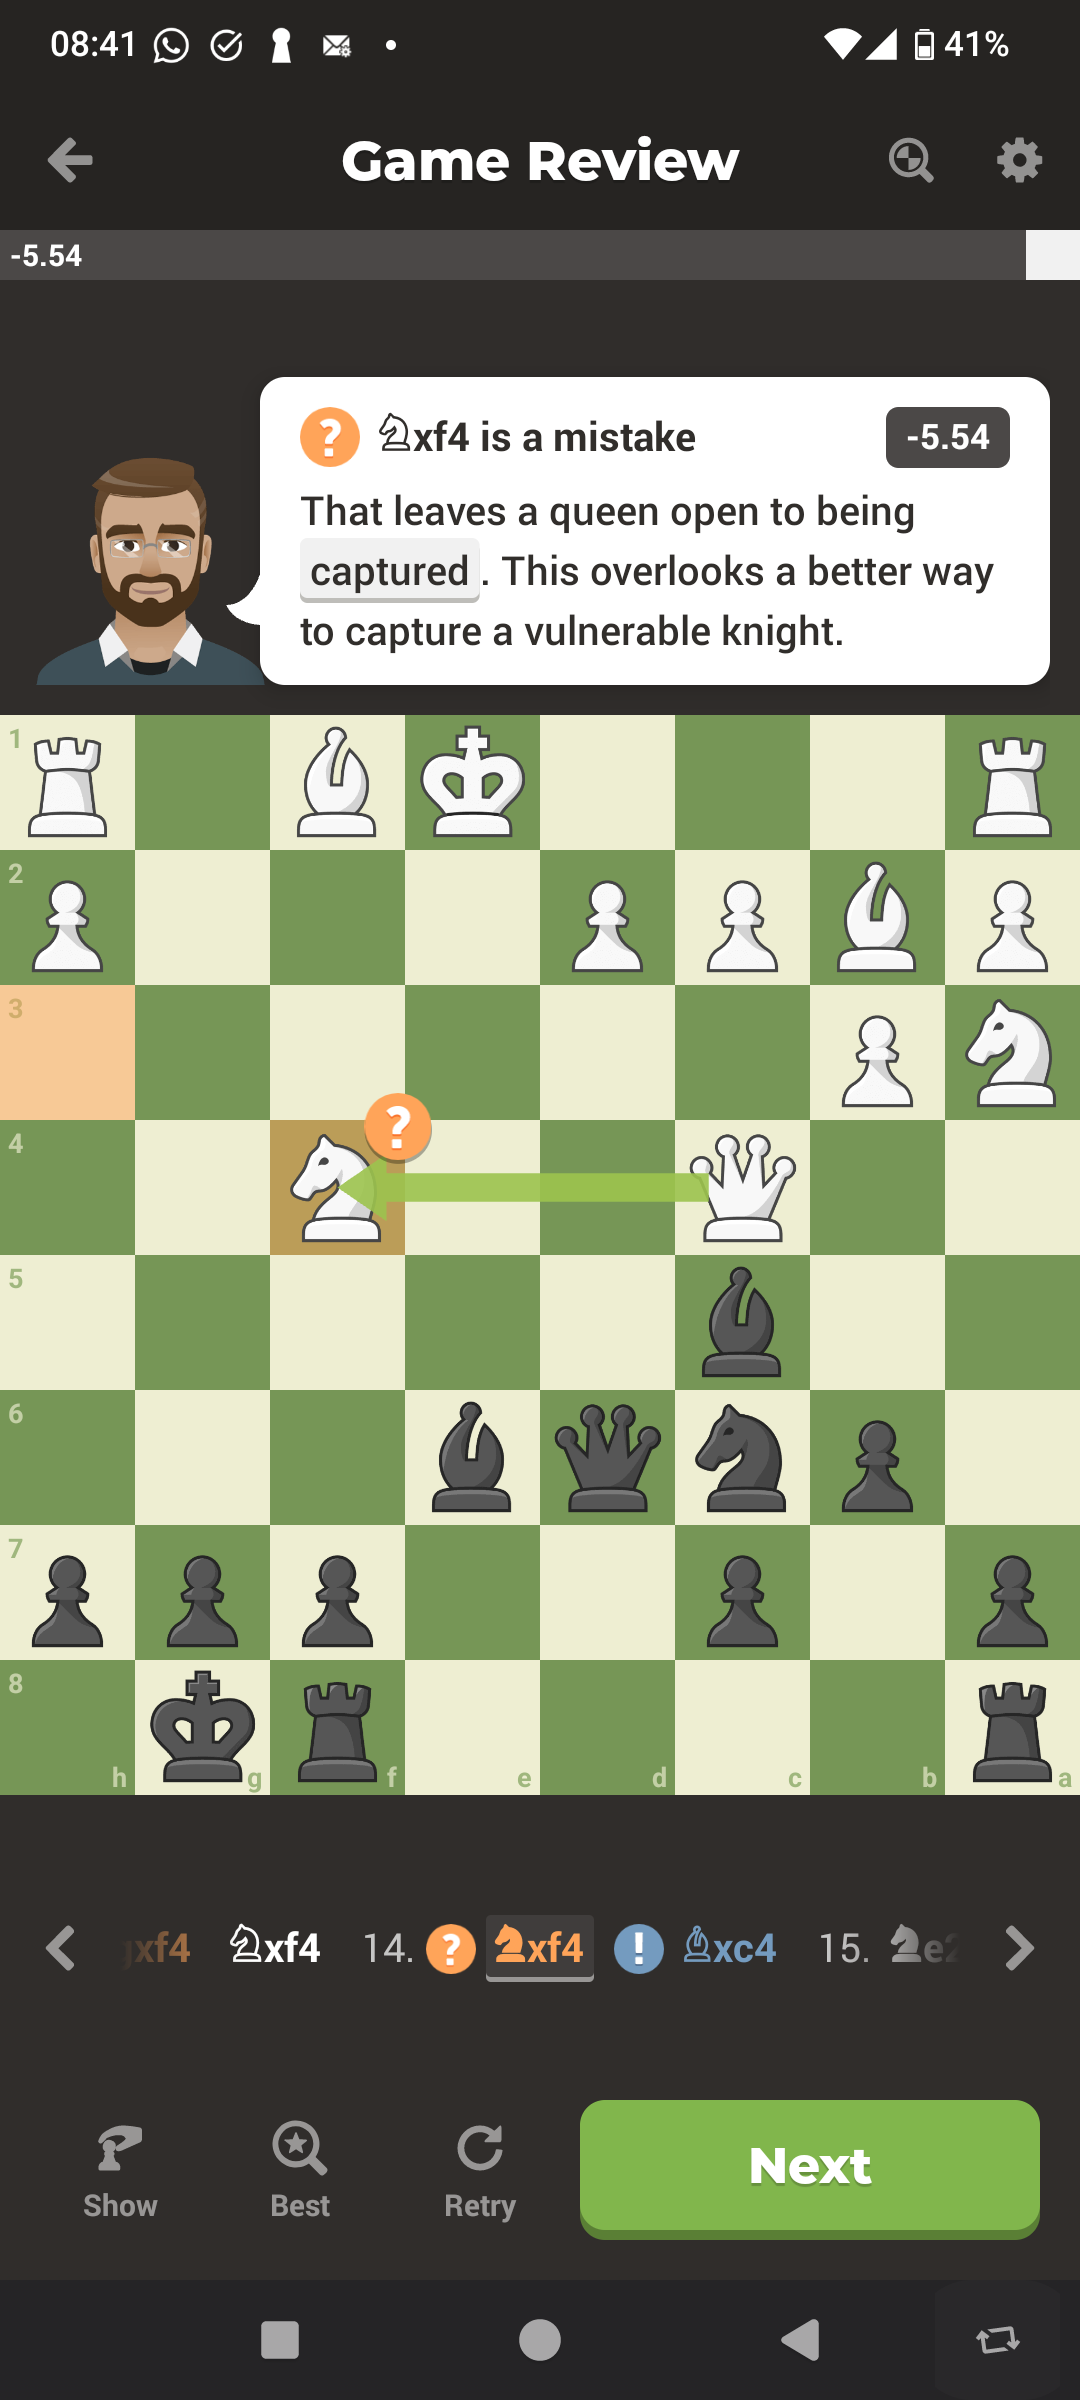 08:41
41%
Game Review
-5.54
xf4 is a mistake
-5.54
That leaves a queen open to being
captured. This overlooks a better way
to capture a vulnerable knight.
1
2
3
?
4
5
6
7
8
h g f e d c b a
xf4 xf4 14. ? xf4 ! xc4 15. e2
Show
Best
Retry
Next